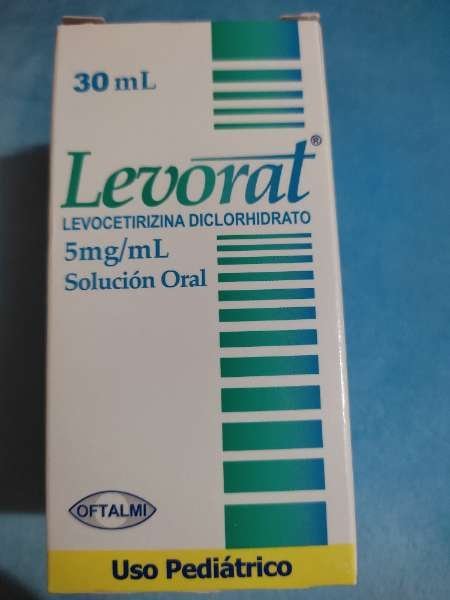 30 mL
Levorat®
LEVOCETIRIZINA DICLORHIDRATO
5mg/mL
Solución Oral
OFTALMI
Uso Pediátrico